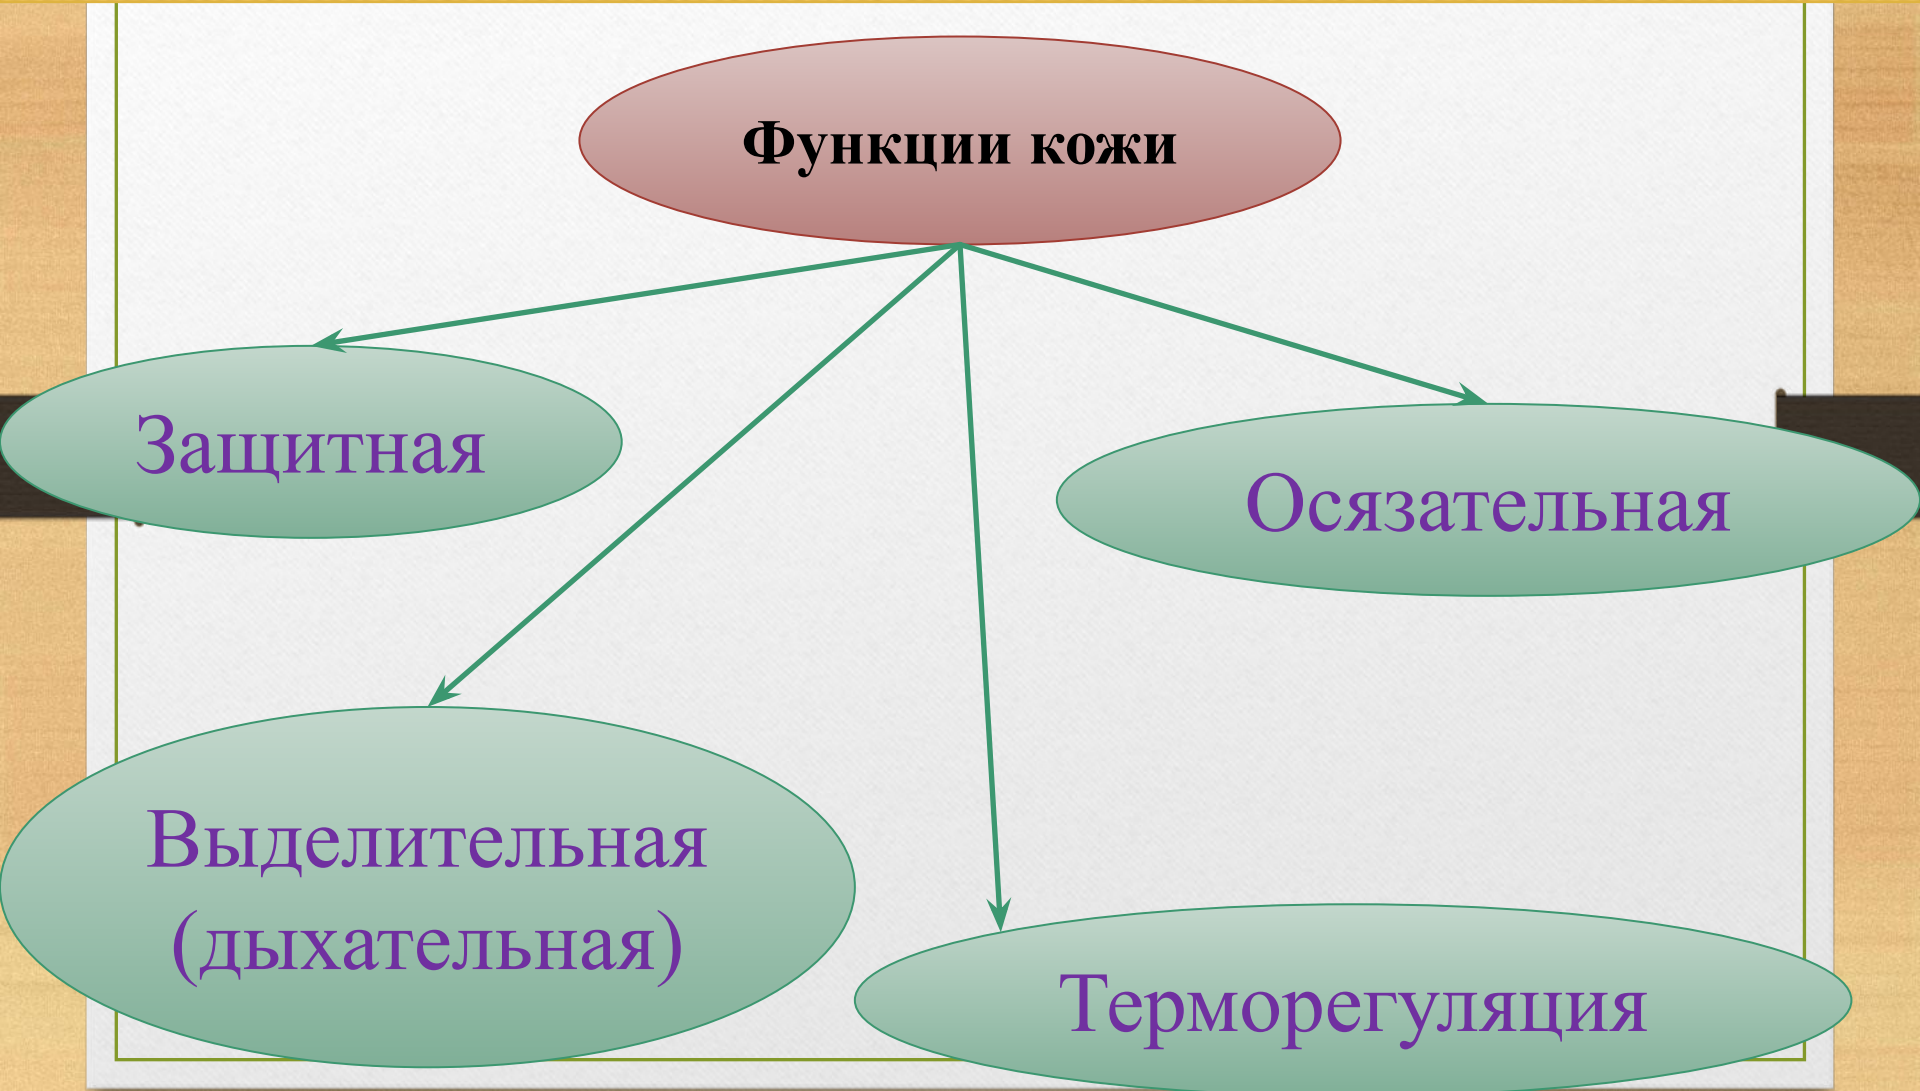 Функции кожи
Защитная
Осязательная
Выделительная
(дыхательная)
Терморегуляция